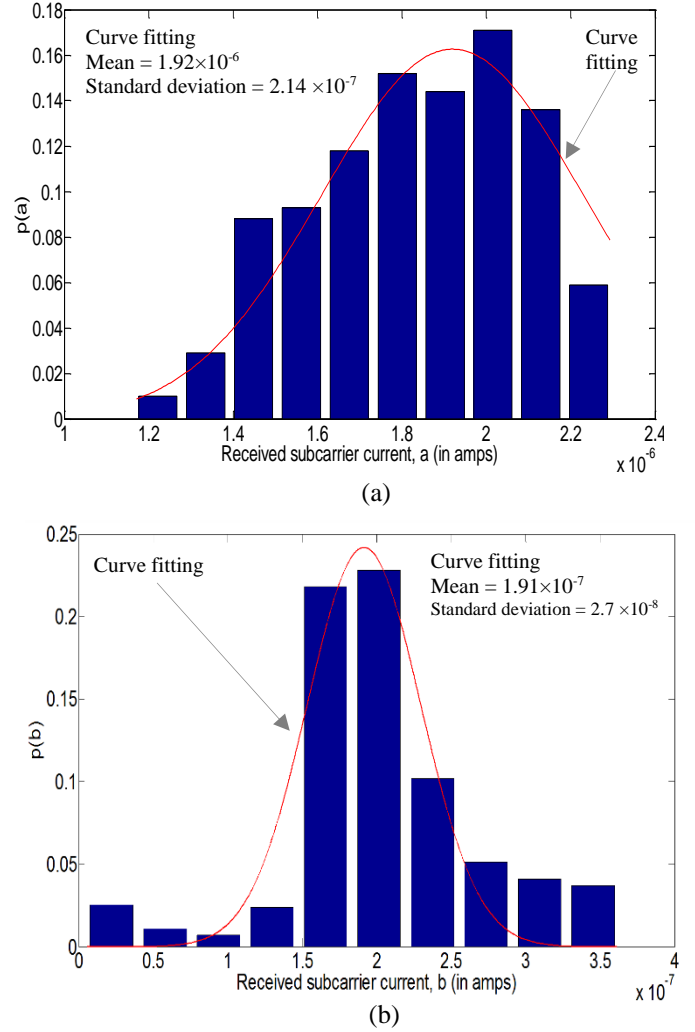 0.18
0.16
0.14
0.12
0.10
0.08
0.06
0.04
0.02
0
p(a)
Curve fitting
Mean = 1.92×10-6
Standard deviation = 2.14 ×10-7
Curve
fitting
1 1.2 1.4 1.6 1.8 2 2.2 2.4
Received subcarrier current, a (in amps)
x 10-6
(a)
0.25
0.2
0.15
0.1
0.05
0
p(b)
Curve fitting
Curve fitting
Mean = 1.91×10-7
Standard deviation = 2.7 ×10-8
0 0.5 1 1.5 2 2.5 3 3.5 4
Received subcarrier current, b (in amps)
x 10-7
(b)